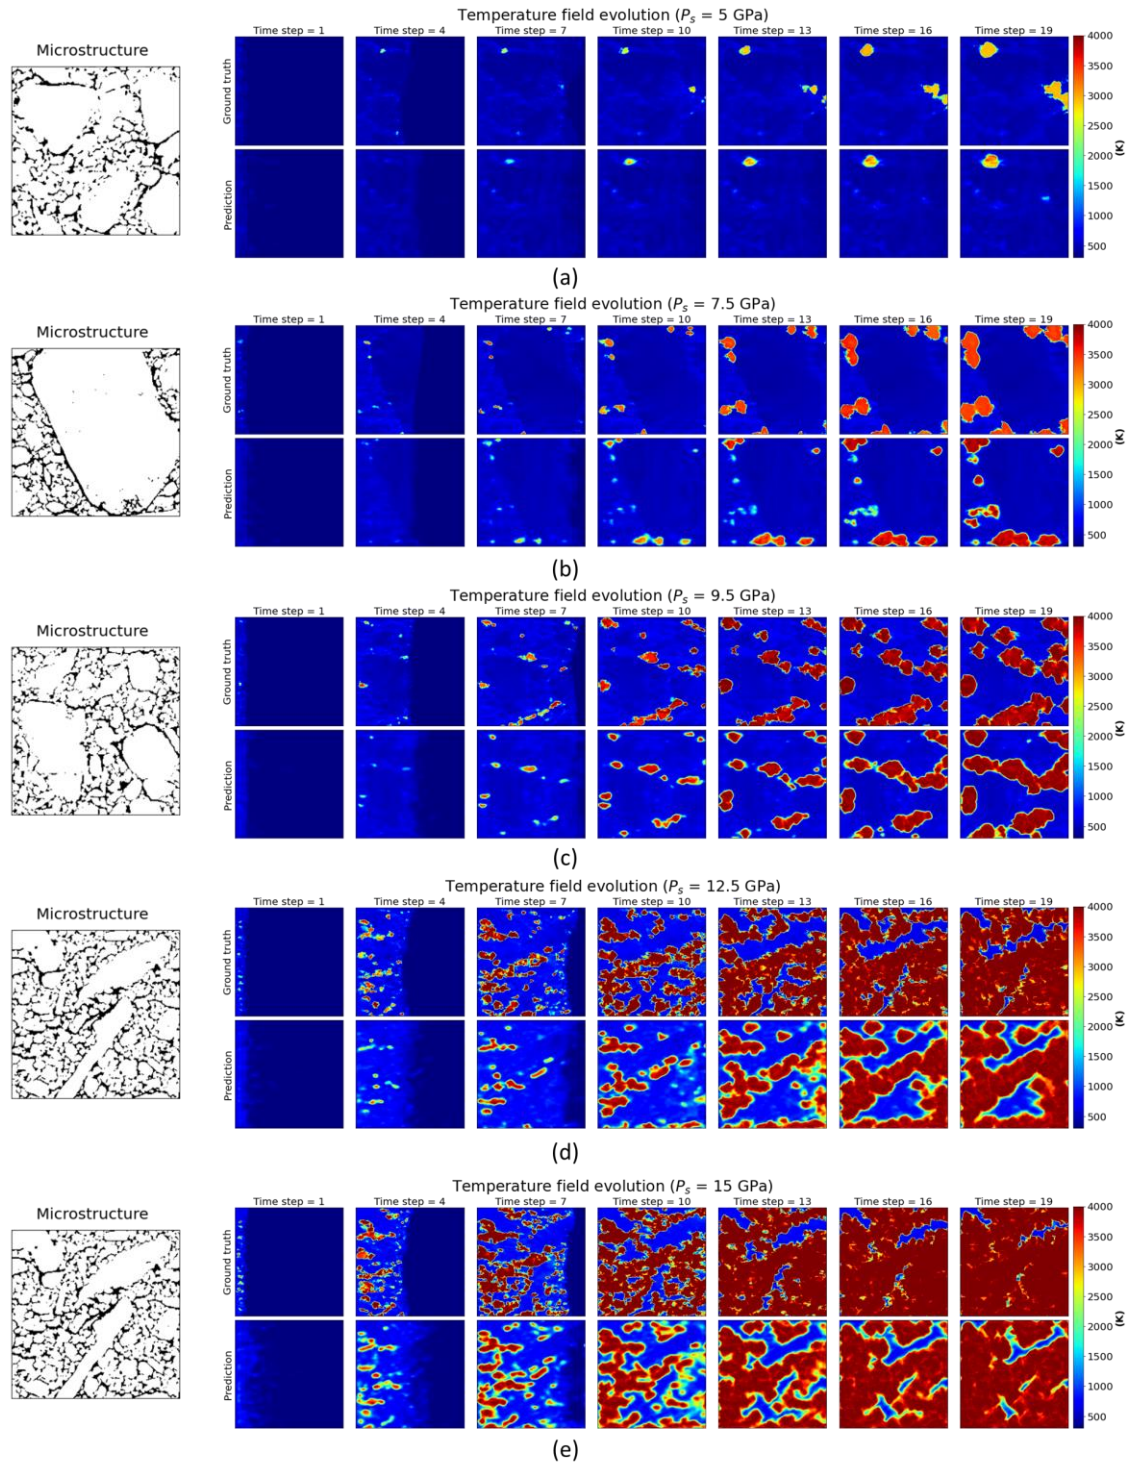 Temperature field evolution (Ps = 5 GPa)
Microstructure
Time step = 1 Time step = 4 Time step = 7 Time step = 10 Time step = 13 Time step = 16 Time step = 19
Ground truth
Prediction
4000
3500
3000
2500
2000
1500
1000
500
(K)
(a)
Temperature field evolution (Ps = 7.5 GPa)
Microstructure
Time step = 1 Time step = 4 Time step = 7 Time step = 10 Time step = 13 Time step = 16 Time step = 19
Ground truth
Prediction
4000
3500
3000
2500
2000
1500
1000
500
(K)
(b)
Temperature field evolution (Ps = 9.5 GPa)
Microstructure
Time step = 1 Time step = 4 Time step = 7 Time step = 10 Time step = 13 Time step = 16 Time step = 19
Ground truth
Prediction
4000
3500
3000
2500
2000
1500
1000
500
(K)
(c)
Temperature field evolution (Ps = 12.5 GPa)
Microstructure
Time step = 1 Time step = 4 Time step = 7 Time step = 10 Time step = 13 Time step = 16 Time step = 19
Ground truth
Prediction
4000
3500
3000
2500
2000
1500
1000
500
(K)
(d)
Temperature field evolution (Ps = 15 GPa)
Microstructure
Time step = 1 Time step = 4 Time step = 7 Time step = 10 Time step = 13 Time step = 16 Time step = 19
Ground truth
Prediction
4000
3500
3000
2500
2000
1500
1000
500
(K)
(e)